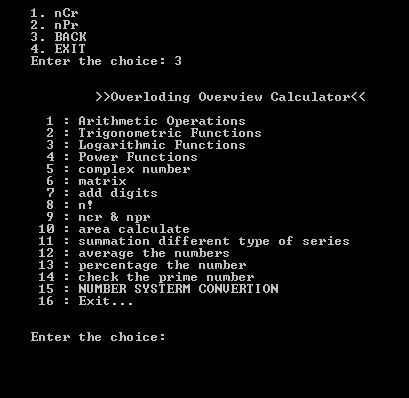 1. nCr
2. nPr
3. BACK
4. EXIT
Enter the choice: 3
>>Overloding Overview Calculator<<
1 : Arithmetic Operations
2 : Trigonometric Functions
3 : Logarithmic Functions
4 : Power Functions
5 : complex number
6 : matrix
7 : add digits
8 : n!
9 : ncr & npr
10 : area calculate
11 : summation different type of series
12 : average the numbers
13 : percentage the number
14 : check the prime number
15 : NUMBER SYSTERM CONVERTION
16 : Exit...
Enter the choice: